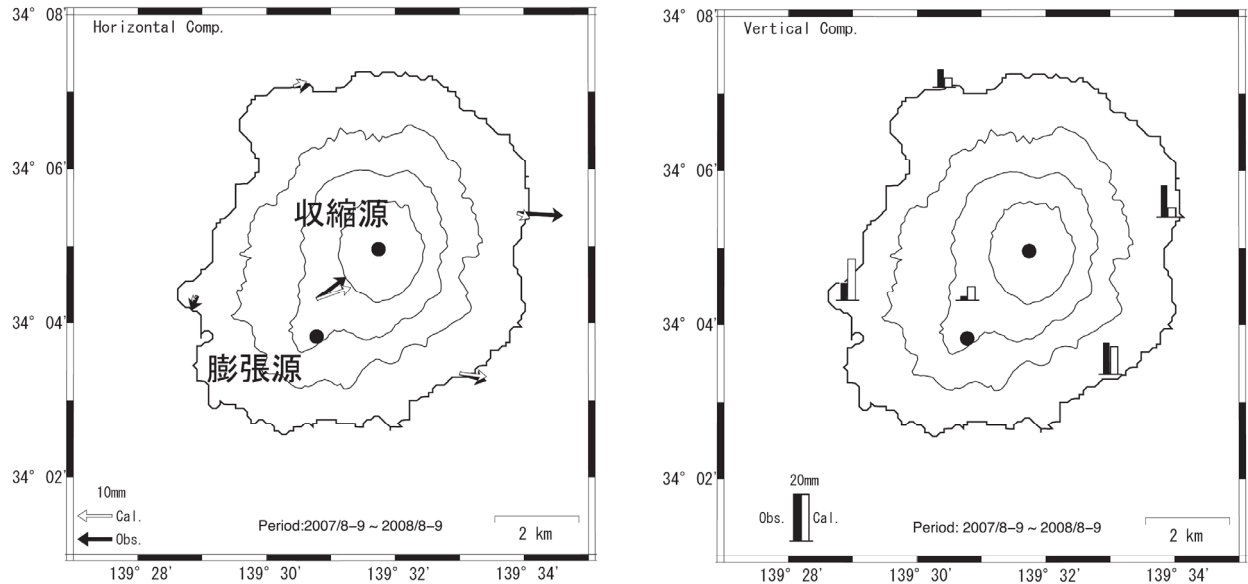 Horizontal Comp.
34° 08'
34° 06'
34° 04'
34° 02'
収縮源
膨張源
10mm
Cal.
Obs.
Period:2007/8-9 ~ 2008/8-9
2 km
139° 28'
139° 30'
139° 32'
139° 34'
Vertical Comp.
34° 08'
34° 06'
34° 04'
34° 02'
20mm
Obs.
Cal.
Period: 2007/8-9 ~ 2008/8-9
2 km
139° 28'
139° 30'
139° 32'
139° 34'